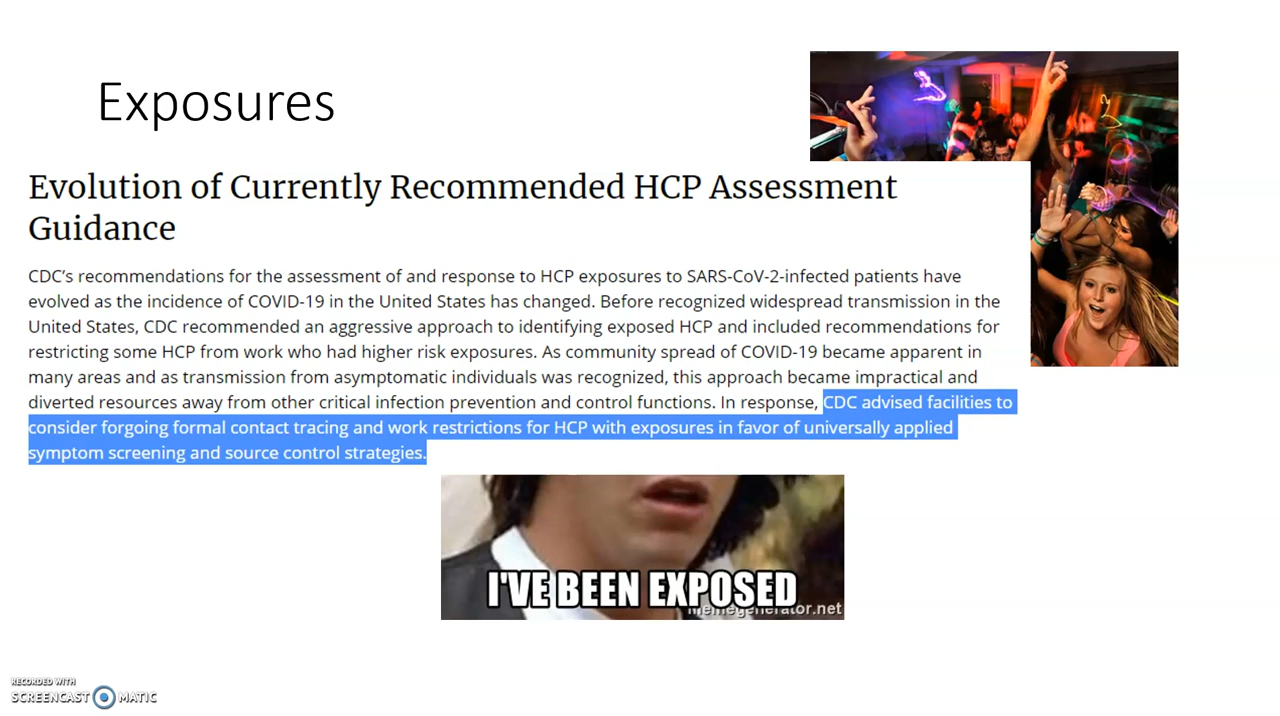 Exposures
Evolution of Currently Recommended HCP Assessment
Guidance
CDC’s recommendations for the assessment of and response to HCP exposures to SARS-CoV-2-infected patients have
evolved as the incidence of COVID-19 in the United States has changed. Before recognized widespread transmission in the
United States, CDC recommended an aggressive approach to identifying exposed HCP and included recommendations for
restricting some HCP from work who had higher risk exposures. As community spread of COVID-19 became apparent in
many areas and as transmission from asymptomatic individuals was recognized, this approach became impractical and
diverted resources away from other critical infection prevention and control functions. In response, CDC advised facilities to
consider forgoing formal contact tracing and work restrictions for HCP with exposures in favor of universally applied
symptom screening and source control strategies.
I'VE BEEN EXPOSED
memegenerator.net
RECORDED WITH
SCREENCAST MATIC